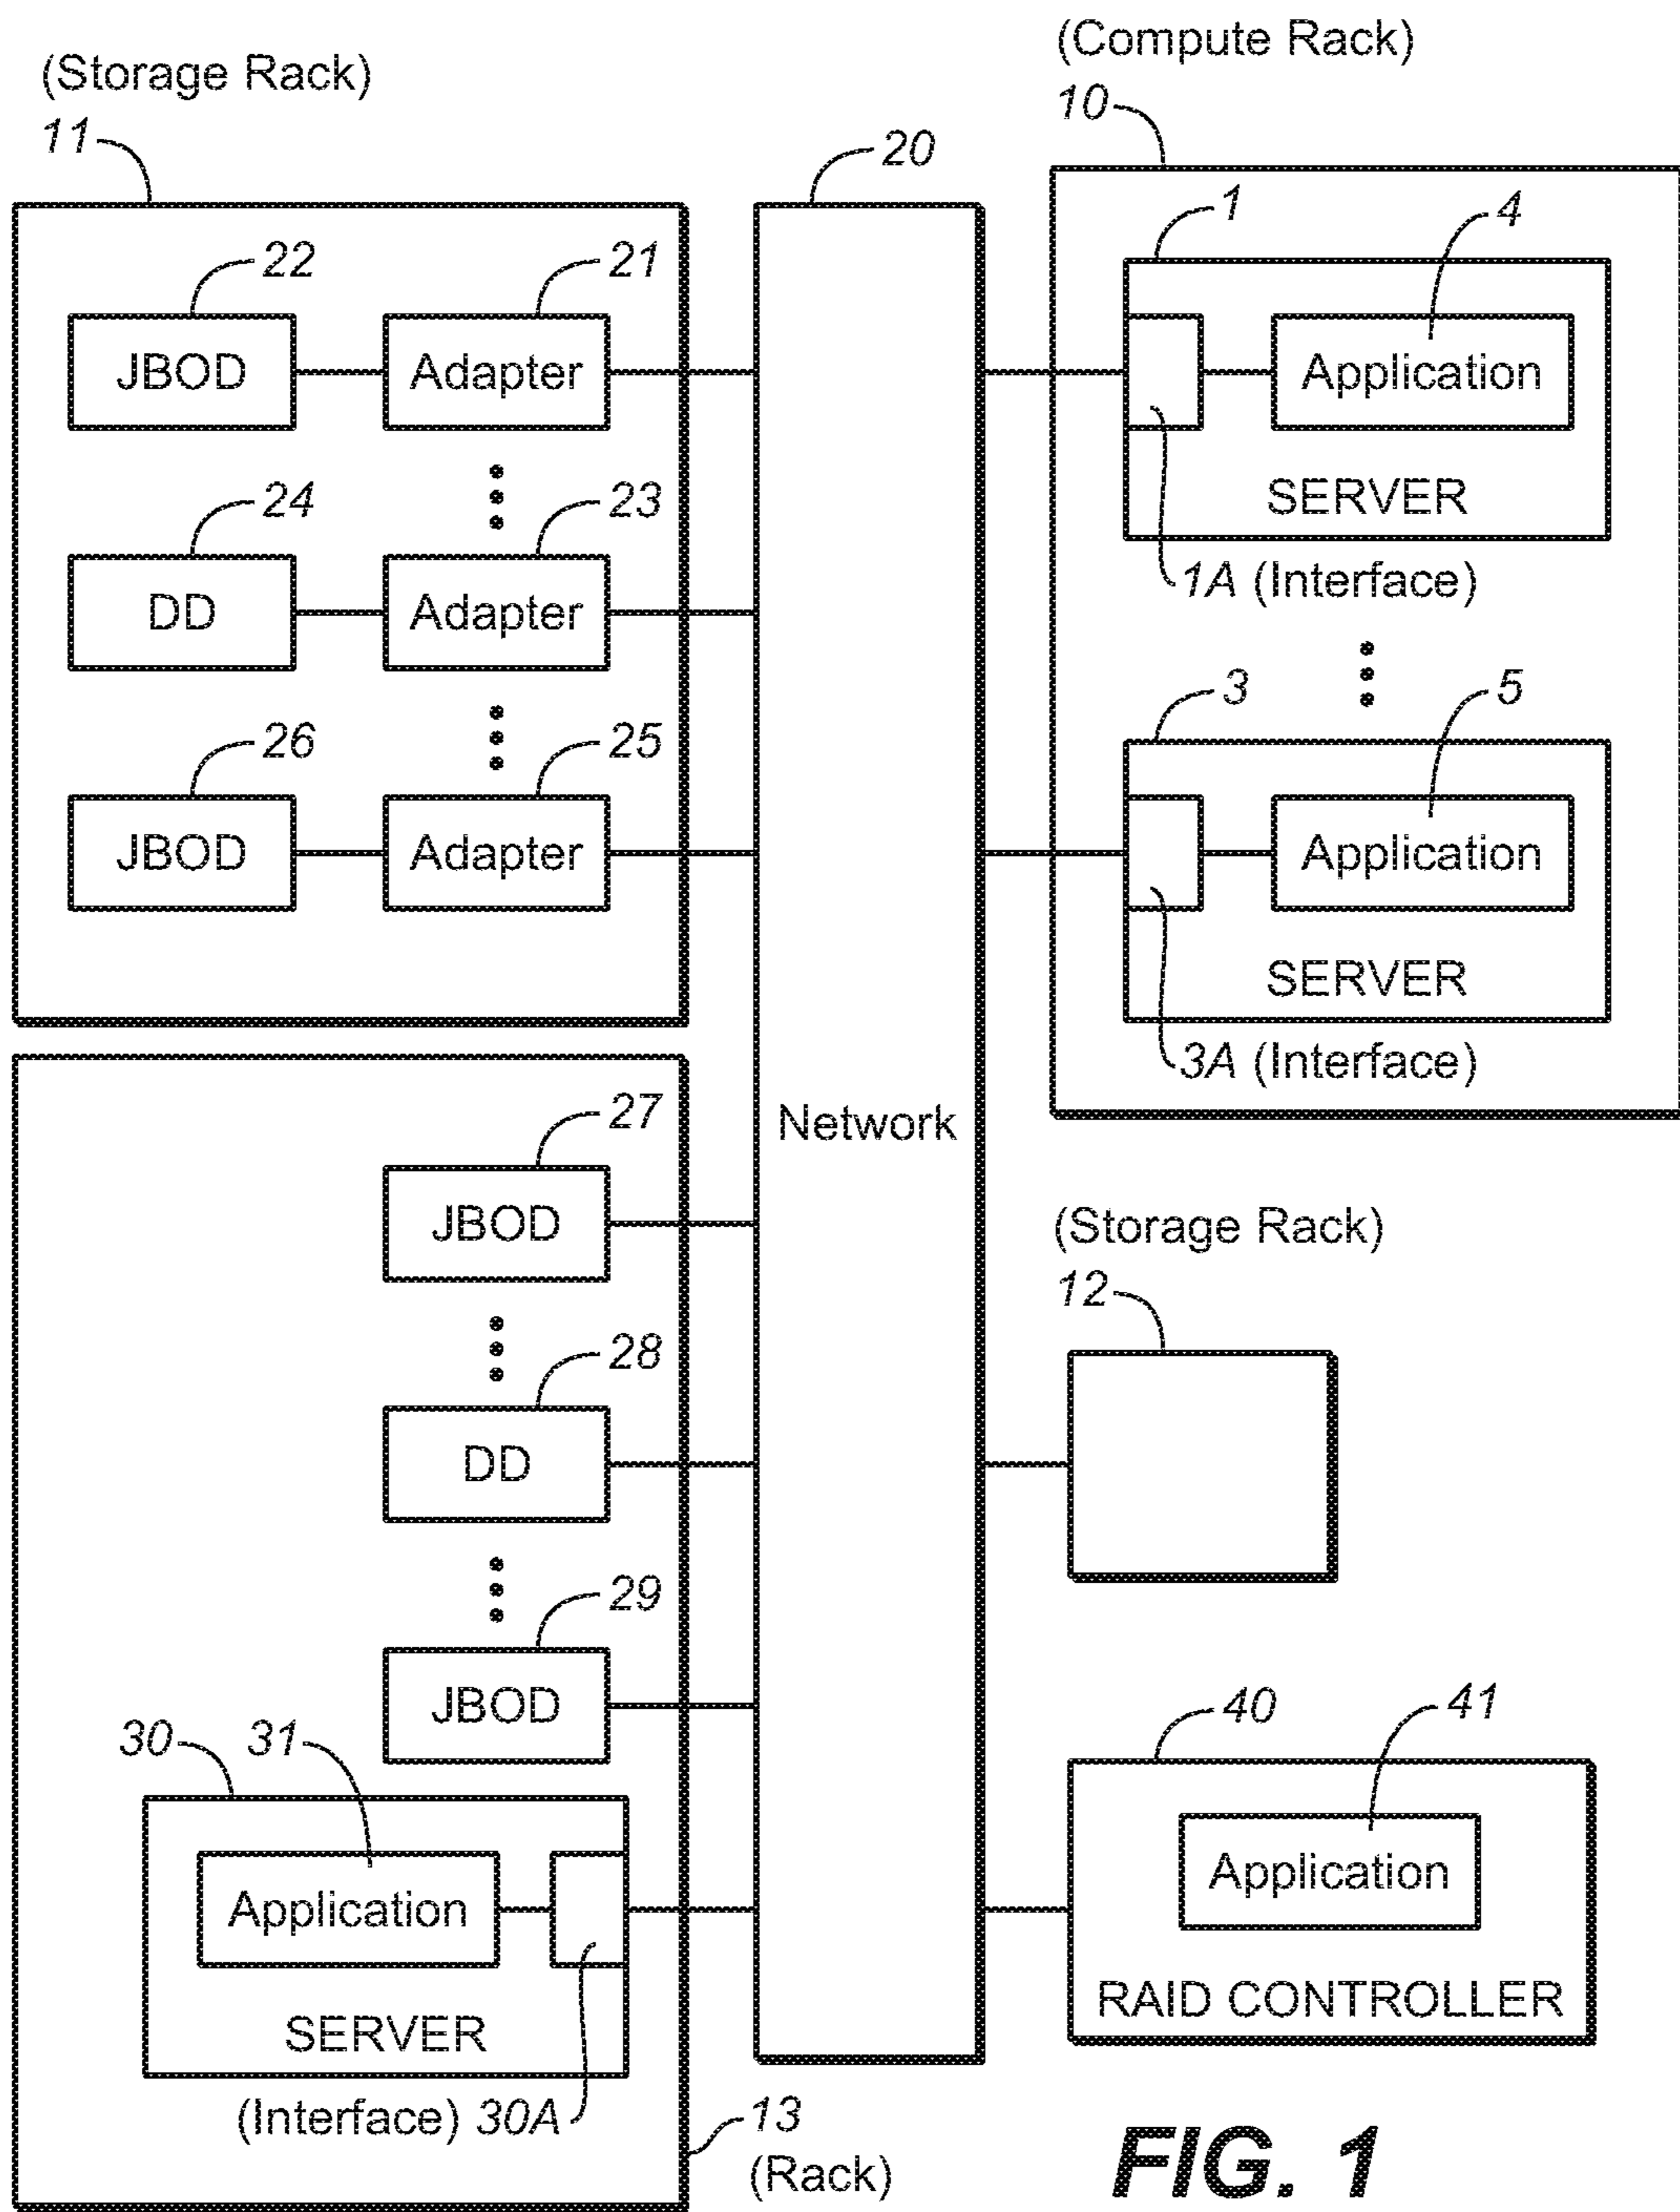 (Storage Rack)
11
22
21
JBOD
Adapter
24
23
DD
Adapter
26
25
JBOD
Adapter
20
Network
(Compute Rack)
10
1
4
Application
SERVER
1A (Interface)
3
5
Application
SERVER
3A (Interface)
27
JBOD
28
DD
29
JBOD
30
31
Application
SERVER
(Interface) 30A
13
(Rack)
(Storage Rack)
12
40
41
Application
RAID CONTROLLER
FIG. 1